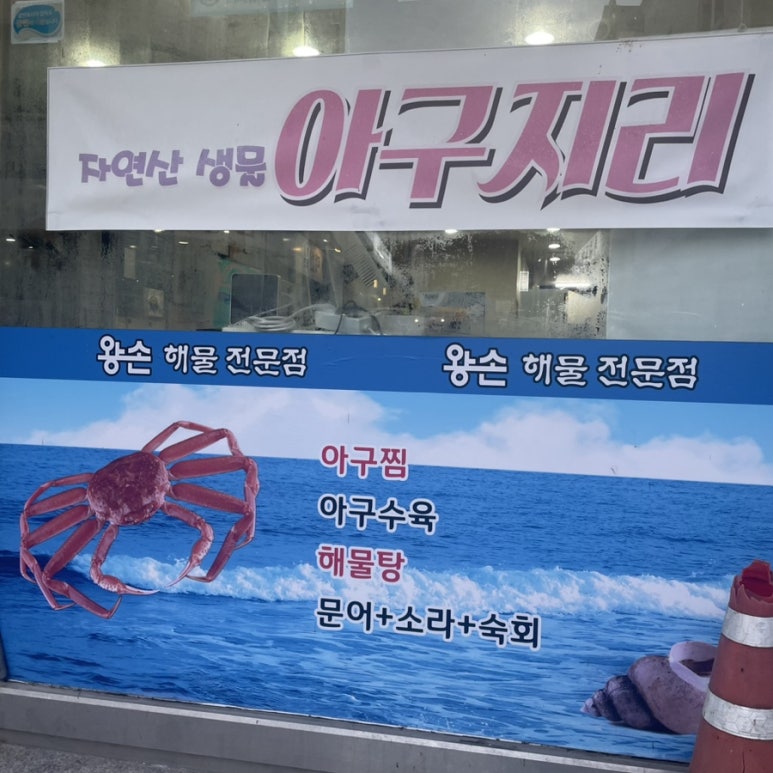 자연산 생물 아구지리
왕손 해물 전문점
왕손 해물 전문점
아구찜
아구수육
해물탕
문어+소라+숙회